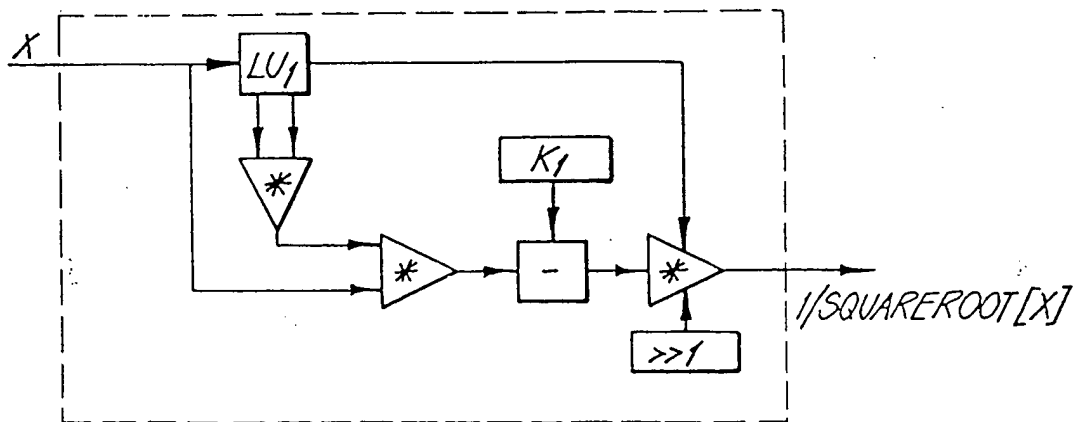 X
LU1
*
K1
*
-
*
>>1
1/SQUAREROOT[X]